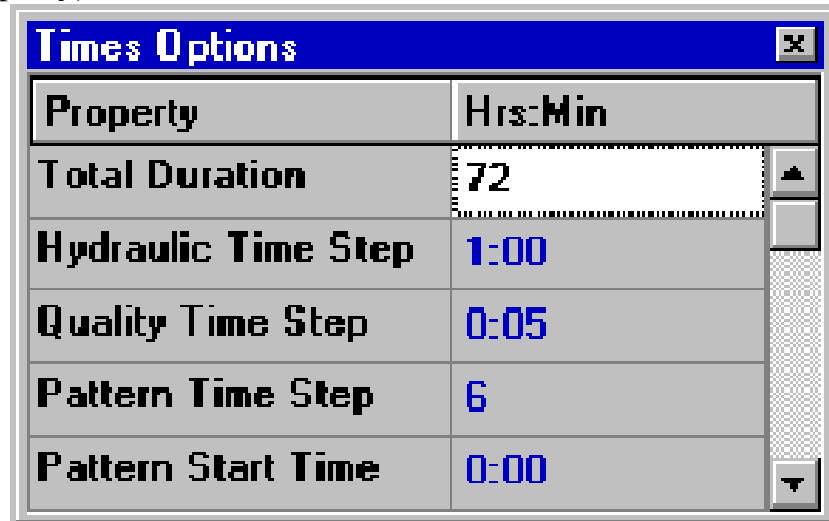 Times Options
Property Hrs:Min
Total Duration 72
Hydraulic Time Step 1:00
Quality Time Step 0:05
Pattern Time Step 6
Pattern Start Time 0:00